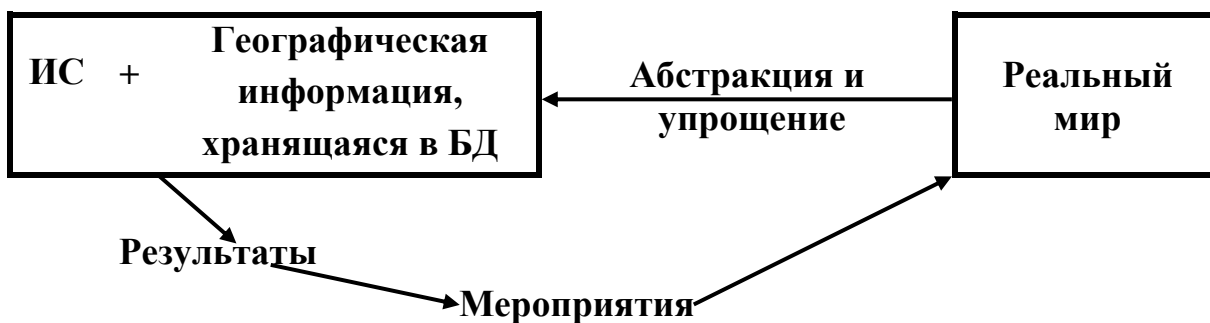 ИС + Географическая
информация,
хранящаяся в БД
Абстракция и
упрощение
Реальный
мир
Результаты
Мероприятия